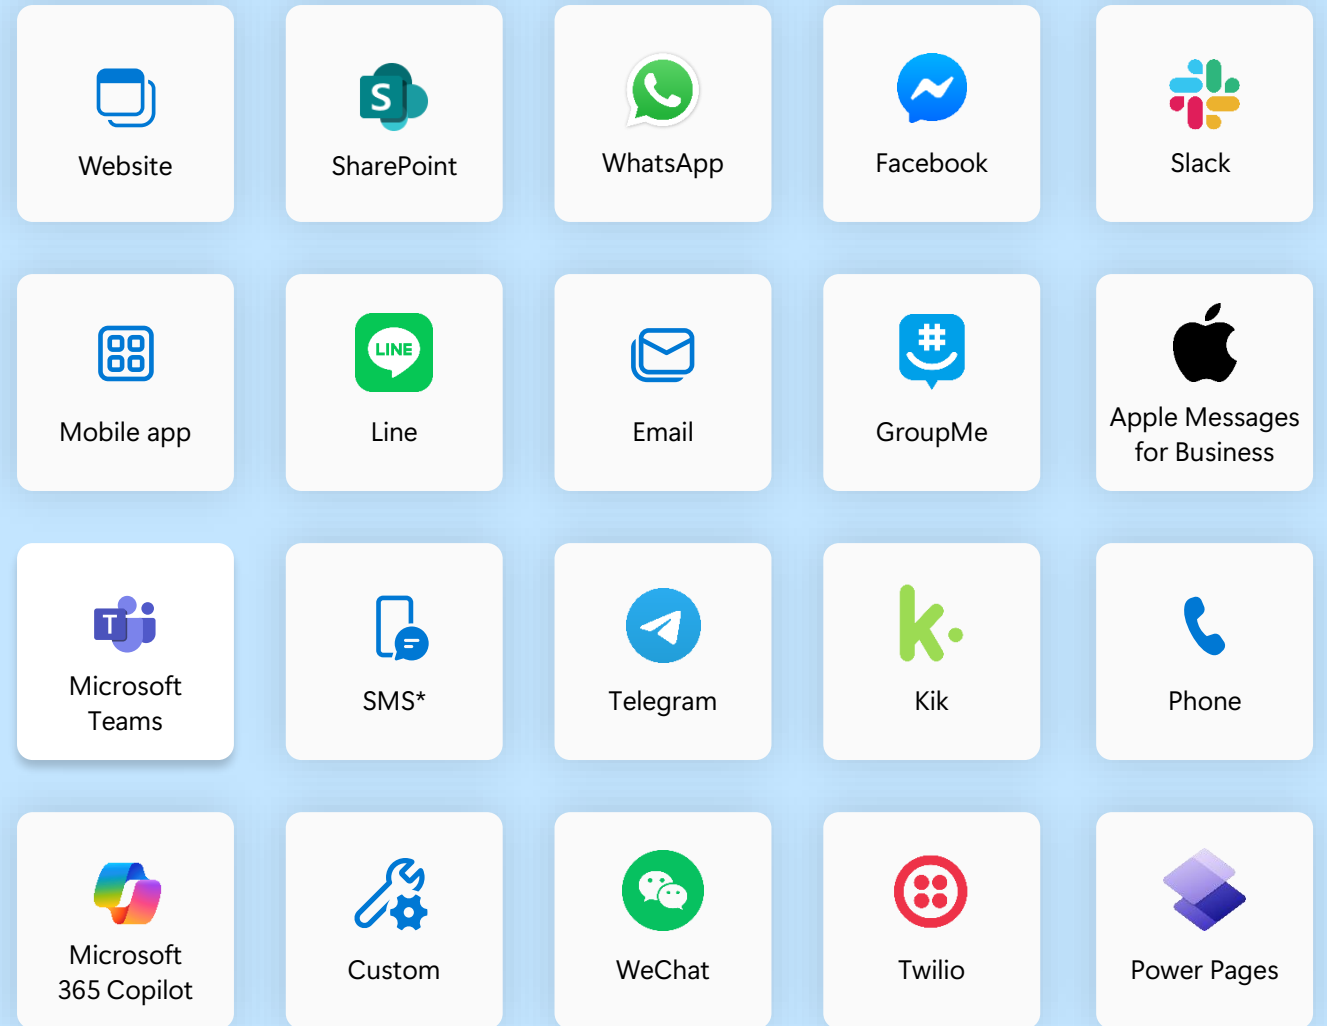 Website
S
SharePoint
WhatsApp
Facebook
Slack
Mobile app
LINE
Line
Email
#
GroupMe
Apple Messages
for Business
T
Microsoft
Teams
SMS*
Telegram
k.
Kik
Phone
Microsoft
365 Copilot
Custom
WeChat
Twilio
Power Pages